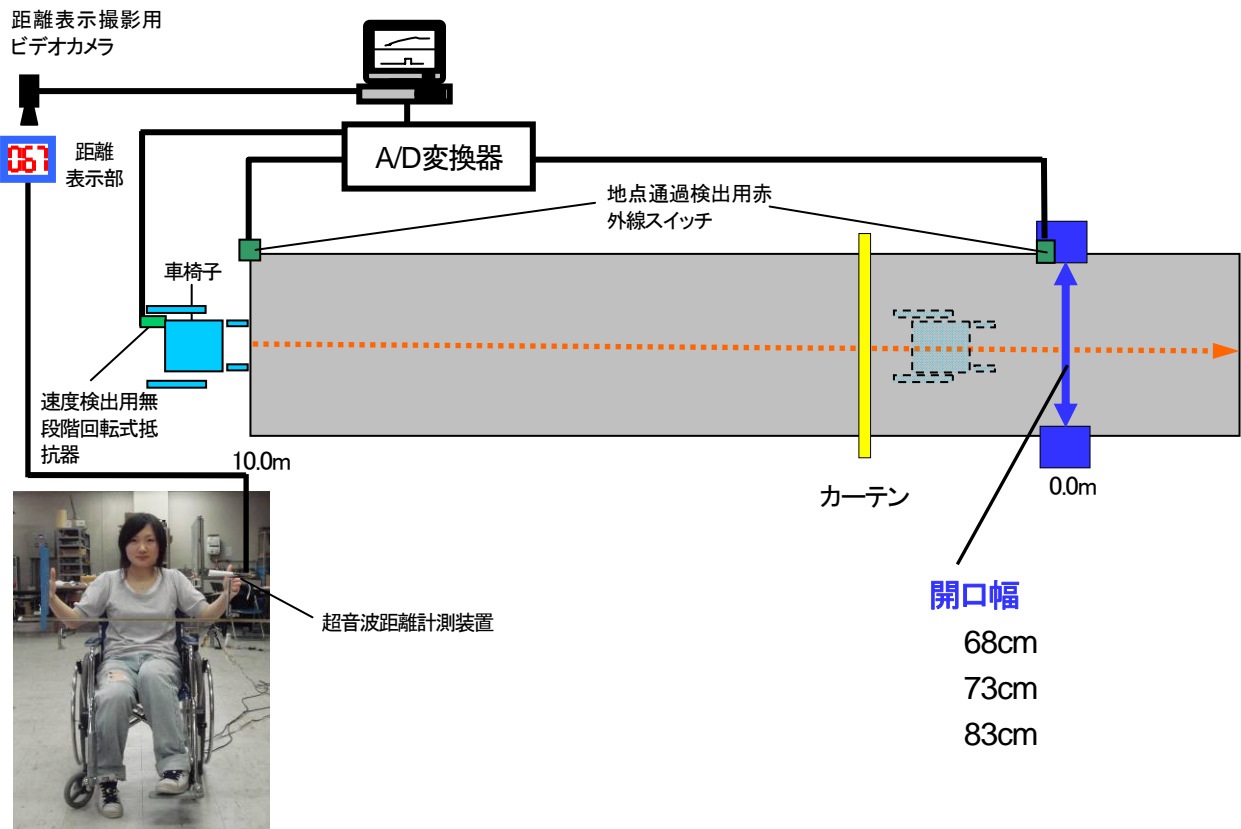 距離表示撮影用
ビデオカメラ
067
距離
表示部
A/D変換器
地点通過検出用赤
外線スイッチ
車椅子
速度検出用無
段階回転式抵
抗器
10.0m
カーテン
0.0m
超音波距離計測装置
開口幅
68cm
73cm
83cm